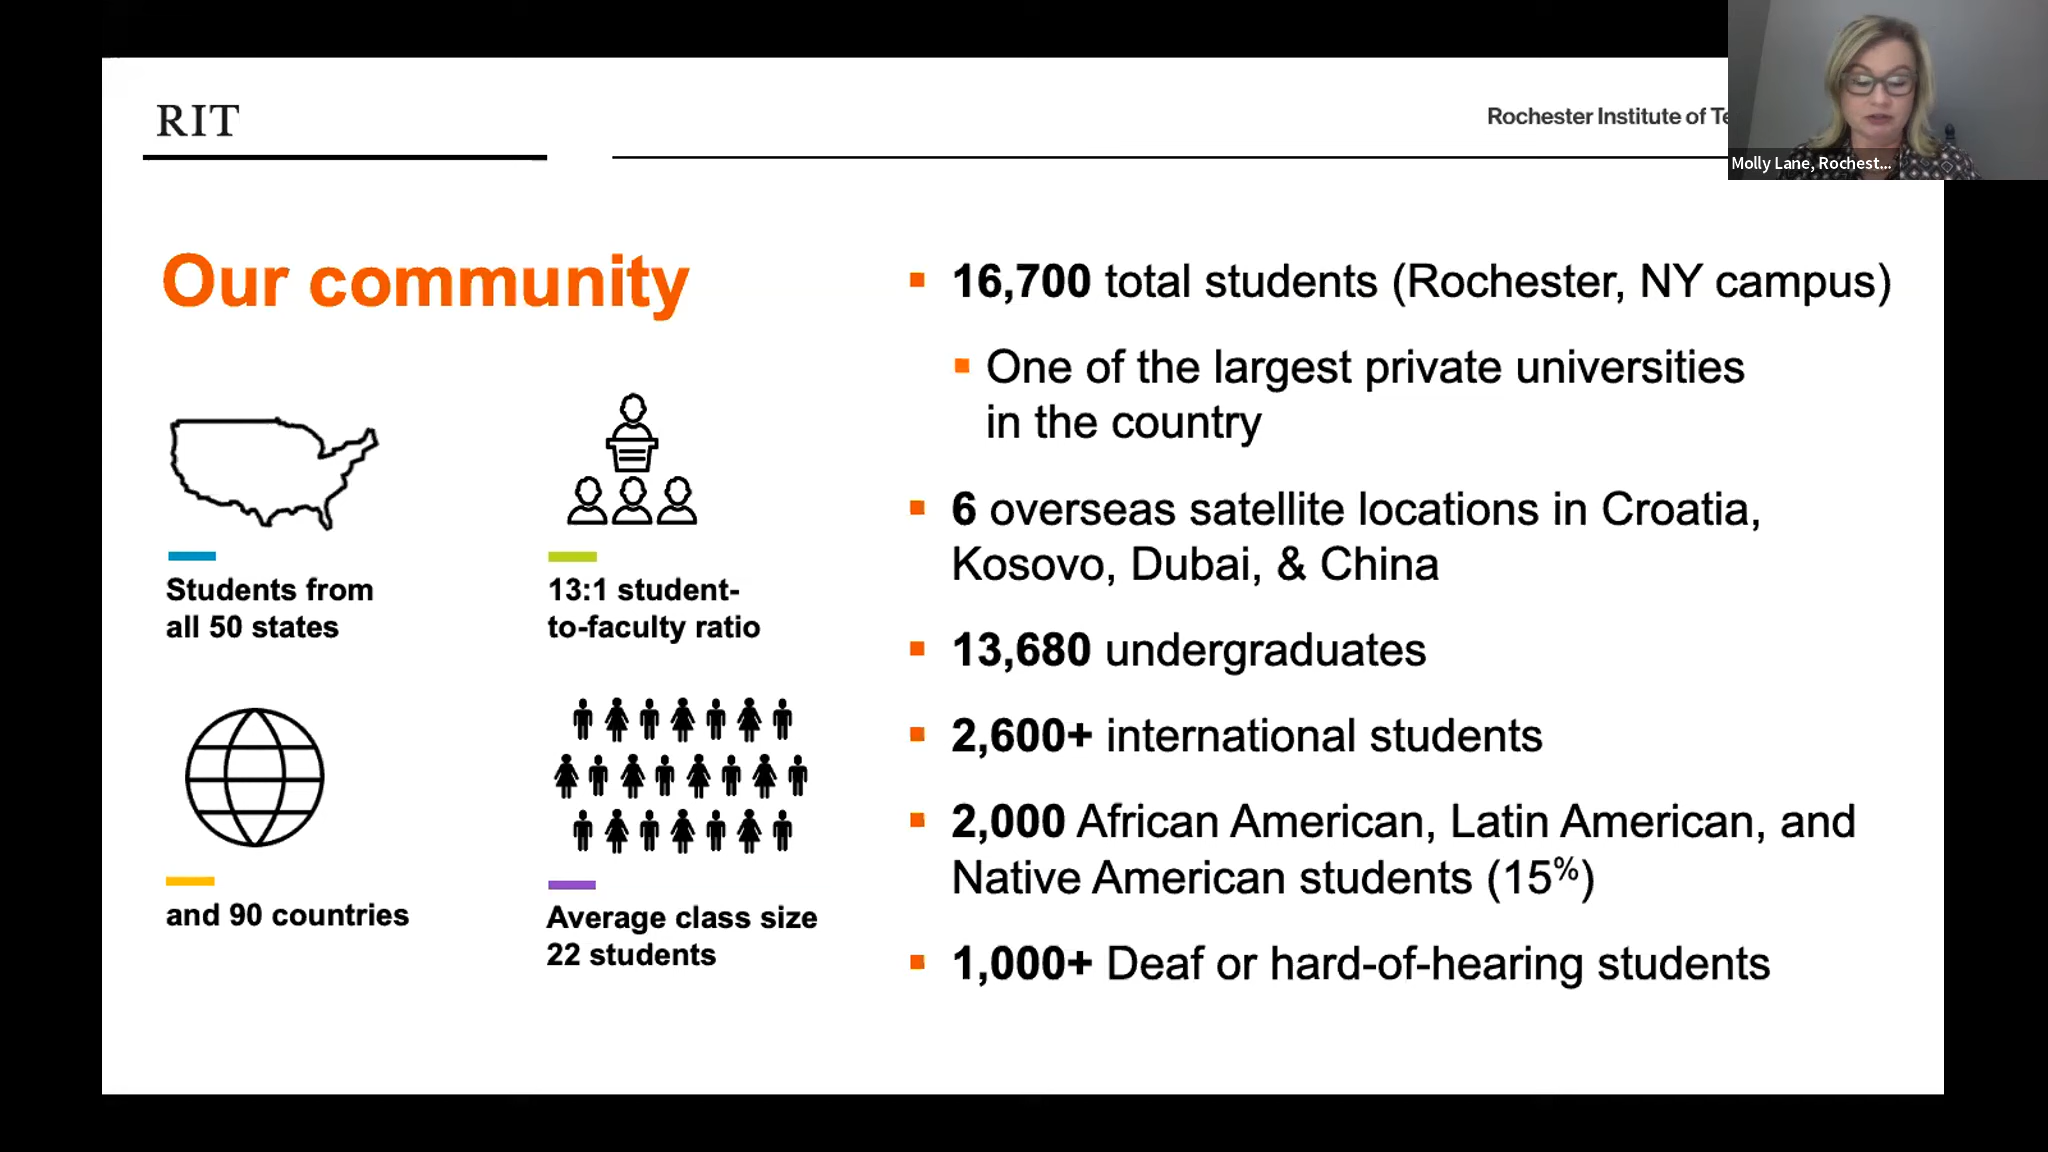 RIT
Rochester Institute of
Molly Lane, Rochest...
Our community
Students from
all 50 states
13:1 student-
to-faculty ratio
and 90 countries
Average class size
22 students
16,700 total students (Rochester, NY campus)
One of the largest private universities
in the country
6 overseas satellite locations in Croatia,
Kosovo, Dubai, & China
13,680 undergraduates
2,600+ international students
2,000 African American, Latin American, and
Native American students (15%)
1,000+ Deaf or hard-of-hearing students